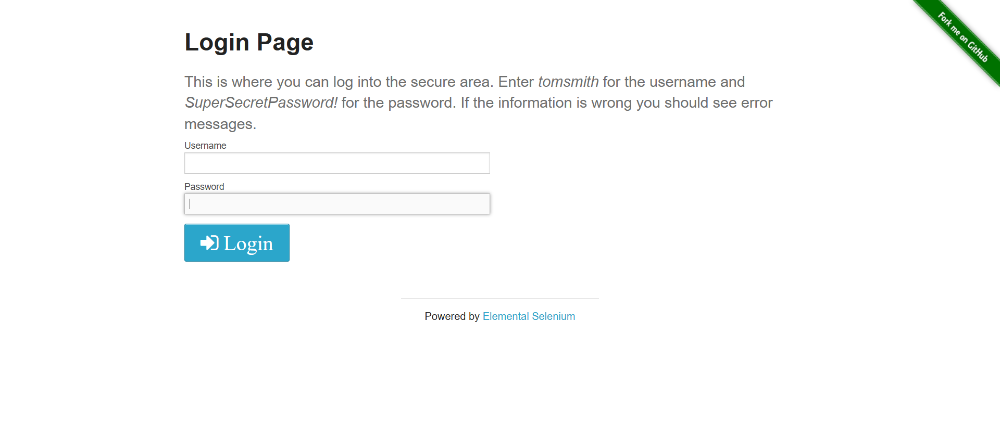 Fork me on GitHub
Login Page
This is where you can log into the secure area. Enter tomsmith for the username and
SuperSecretPassword! for the password. If the information is wrong you should see error
messages.
Username
Password
Login
Powered by Elemental Selenium